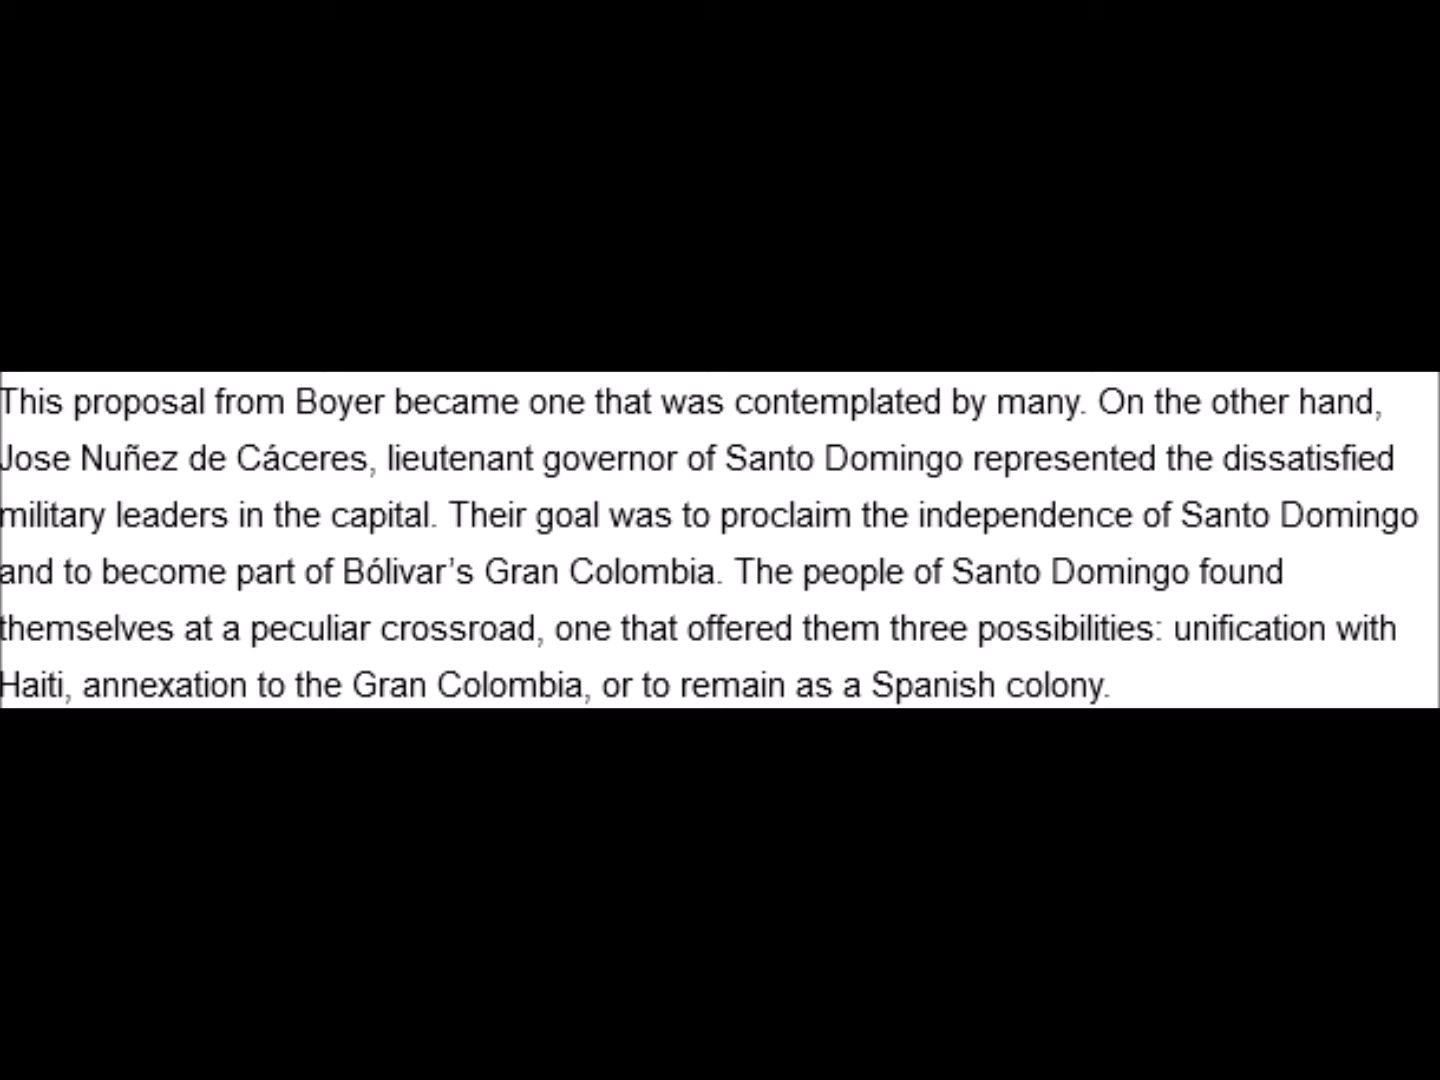 This proposal from Boyer became one that was contemplated by many. On the other hand,
Jose Nuñez de Cáceres, lieutenant governor of Santo Domingo represented the dissatisfied
military leaders in the capital. Their goal was to proclaim the independence of Santo Domingo
and to become part of Bólivar’s Gran Colombia. The people of Santo Domingo found
themselves at a peculiar crossroad, one that offered them three possibilities: unification with
Haiti, annexation to the Gran Colombia, or to remain as a Spanish colony.